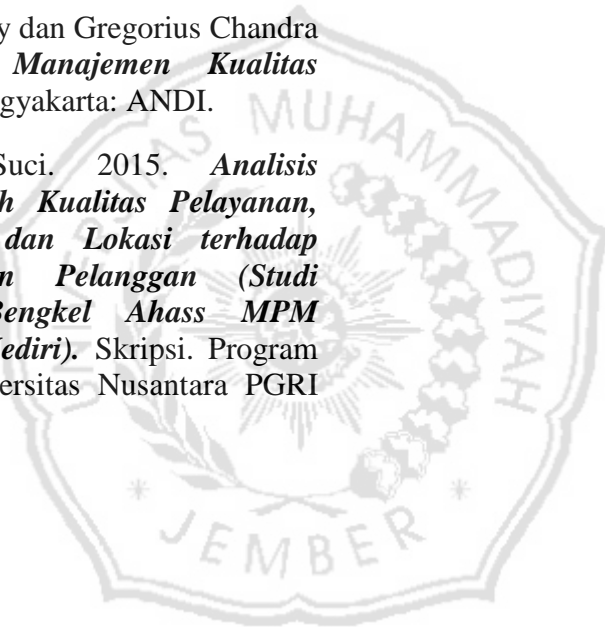 y dan Gregorius Chandra
Manajemen Kualitas
gyakarta: ANDI.
Suci. 2015. Analisis
h Kualitas Pelayanan,
dan Lokasi terhadap
n Pelanggan (Studi
Bengkel Ahass MPM
Kediri). Skripsi. Program
ersitas Nusantara PGRI
MUHAMMADIYAH
JEMBER